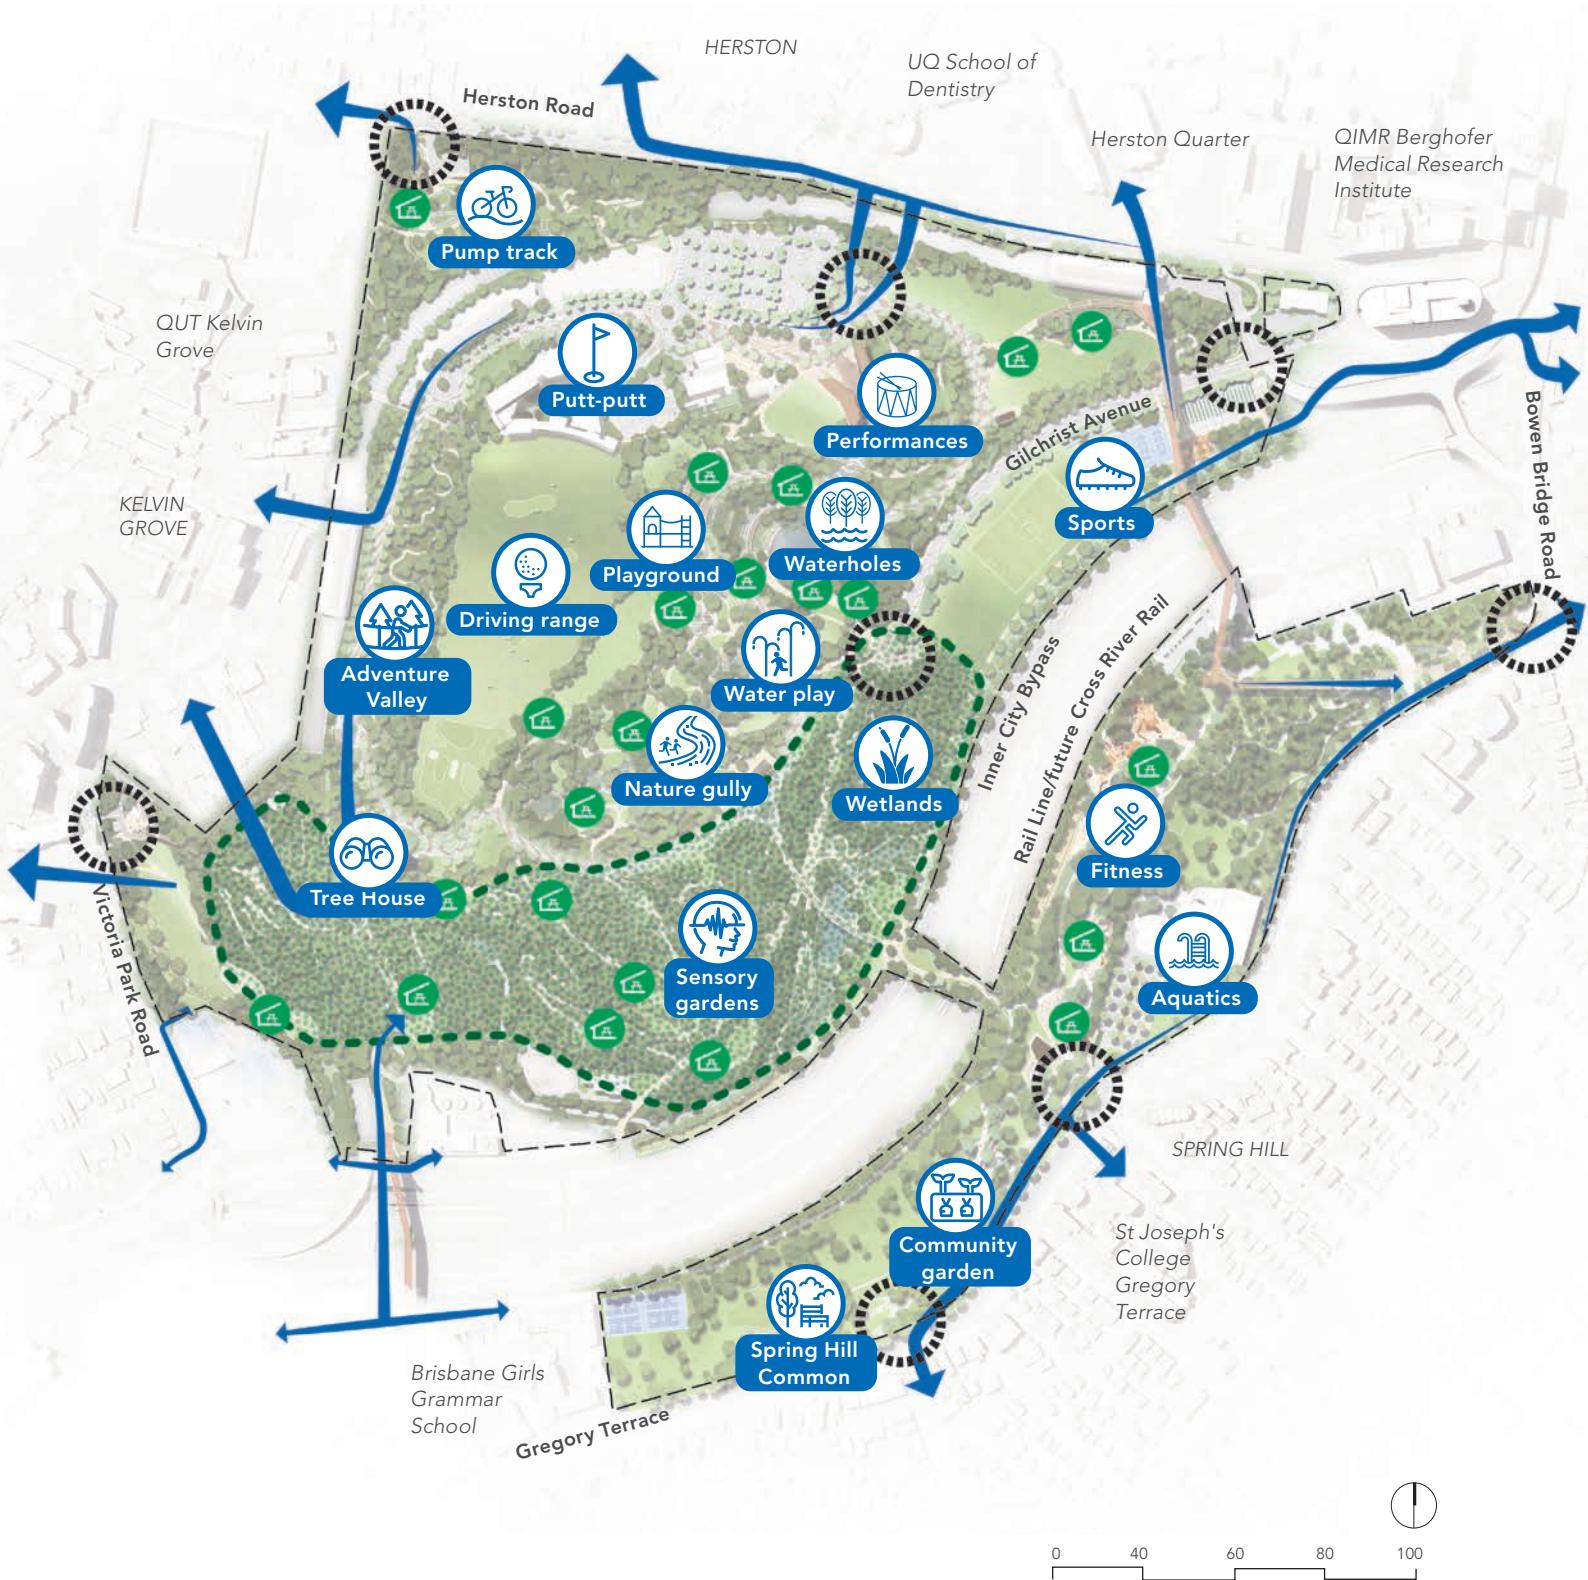 HERSTON
UQ School of
Dentistry
Herston Road
Herston Quarter
QIMR Berghofer
Medical Research
Institute
Pump track
QUT Kelvin
Grove
Putt-putt
Performances
Gilchrist Avenue
Bowen Bridge Road
KELVIN
GROVE
Sports
Waterholes
Playground
Driving range
Adventure
Valley
Water play
Inner City Bypass
Rail Line/future Cross River Rail
Nature gully
Wetlands
Fitness
Tree House
Victoria Park Road
Sensory
gardens
Aquatics
SPRING HILL
Community
garden
St Joseph's
College
Gregory
Terrace
Spring Hill
Common
Brisbane Girls
Grammar
School
Gregory Terrace
0 40 60 80 100